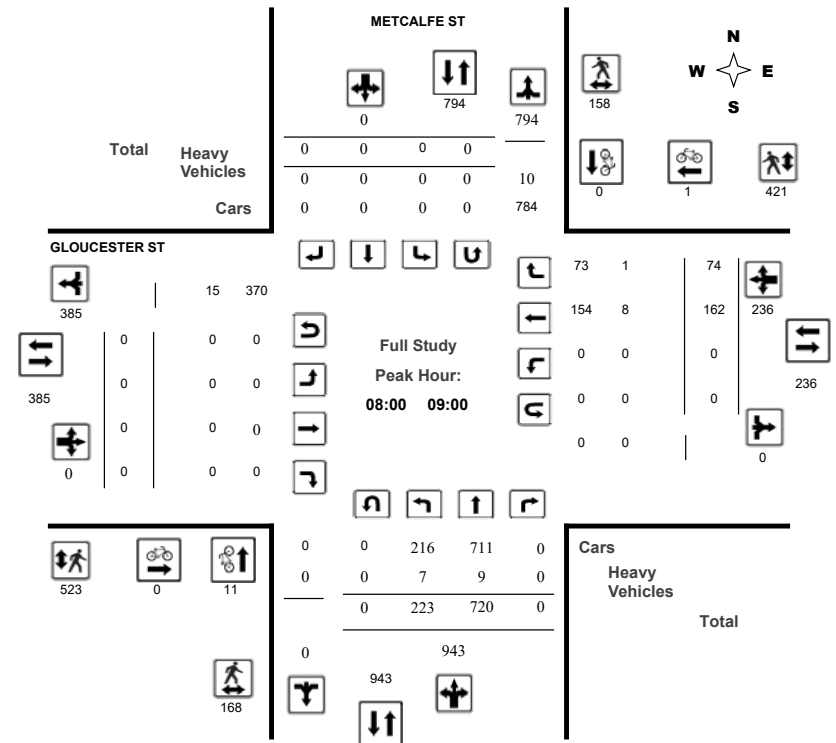 METCALFE ST
N
W E
S
794
158
0 794
Total Heavy
Vehicles
0 0 0 0
0 0 0 0 10
Cars 0 0 0 0 784
0 1 421
GLOUCESTER ST
385
15 370
73 1 74
236
154 8 162
385
0 0 0
Full Study
0 0 0
236
0 0 0
Peak Hour:
08:00 09:00
0 0 0
0
0 0 0
0 0
0
0 0 0
523 0 11
0 0 216 711 0
0 0 7 9 0
0 223 720 0
Cars
Heavy
Vehicles
Total
0 943
943
168